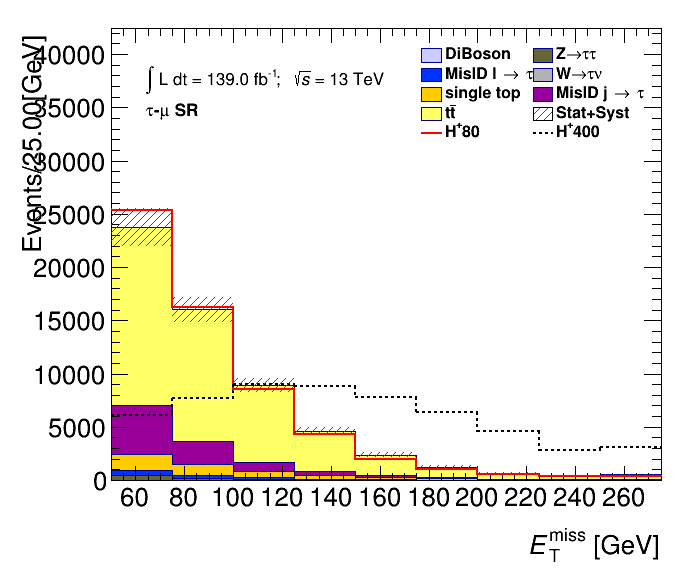 Events/25.00[GeV]
40000
35000
30000
25000
20000
15000
10000
5000
0
∫ L dt = 139.0 fb⁻¹; √s = 13 TeV
τ-μ SR
DiBoson
Z→ττ
MisID l → τ
W→τν
single top
MisID j → τ
tt̄
Stat+Syst
H⁺80
H⁺400
60 80 100 120 140 160 180 200 220 240 260
E_T^miss [GeV]